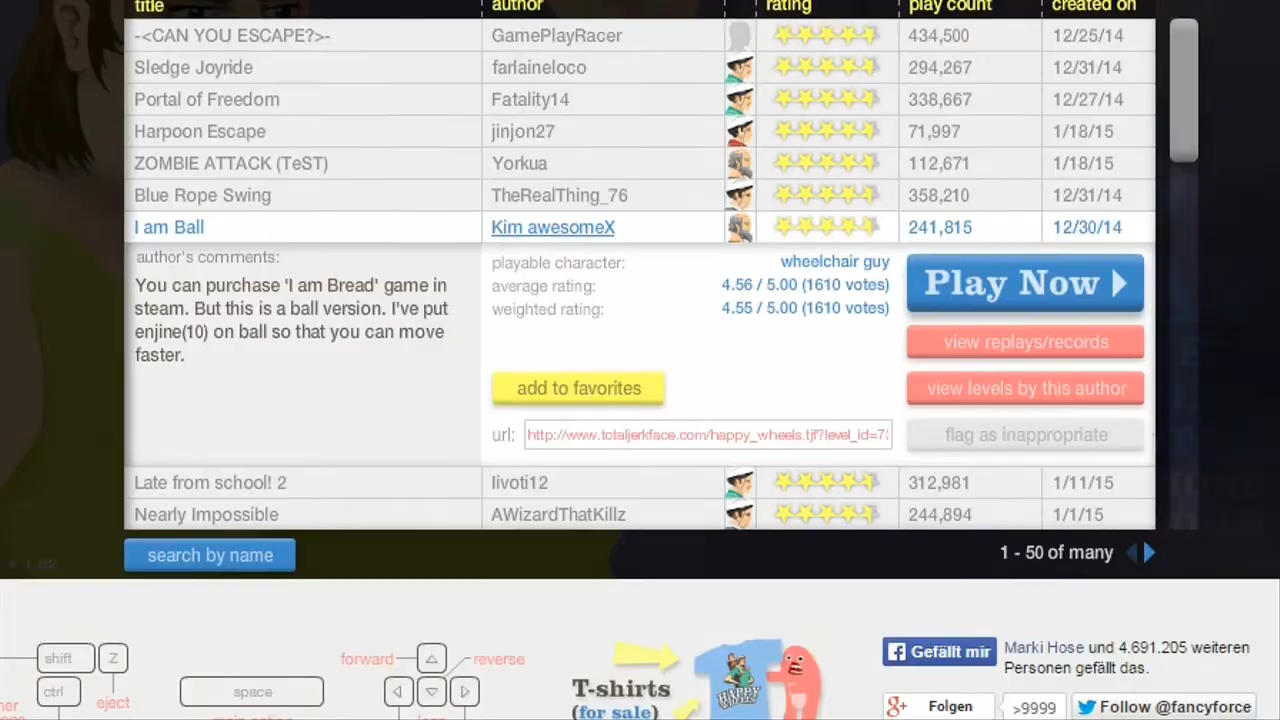 title author rating play count created on
-<CAN YOU ESCAPE?>- GamePlayRacer 434,500 12/25/14
Sledge Joyride farlaineloco 294,267 12/31/14
Portal of Freedom Fatality14 338,667 12/27/14
Harpoon Escape jinjon27 71,997 1/18/15
ZOMBIE ATTACK (TeST) Yorkua 112,671 1/18/15
Blue Rope Swing TheRealThing_76 358,210 12/31/14
I am Ball Kim awesomeX 241,815 12/30/14
author's comments:
You can purchase 'I am Bread' game in
steam. But this is a ball version. I've put
enjine(10) on ball so that you can move
faster.
playable character: wheelchair guy
average rating: 4.56 / 5.00 (1610 votes)
weighted rating: 4.55 / 5.00 (1610 votes)
add to favorites
url: http://www.totaljerkface.com/happy_wheels.tjf?level_id=7
Play Now
view replays/records
view levels by this author
flag as inappropriate
Late from school! 2 livoti12 312,981 1/11/15
Nearly Impossible AWizardThatKillz 244,894 1/1/15
search by name 1 - 50 of many
shift Z
ctrl space
eject
forward reverse
T-shirts
(for sale)
HAPPY WHEELS
Gefällt mir Marki Hose und 4.691.205 weiteren
Personen gefällt das.
g+ Folgen >9999 Follow @fancyforce